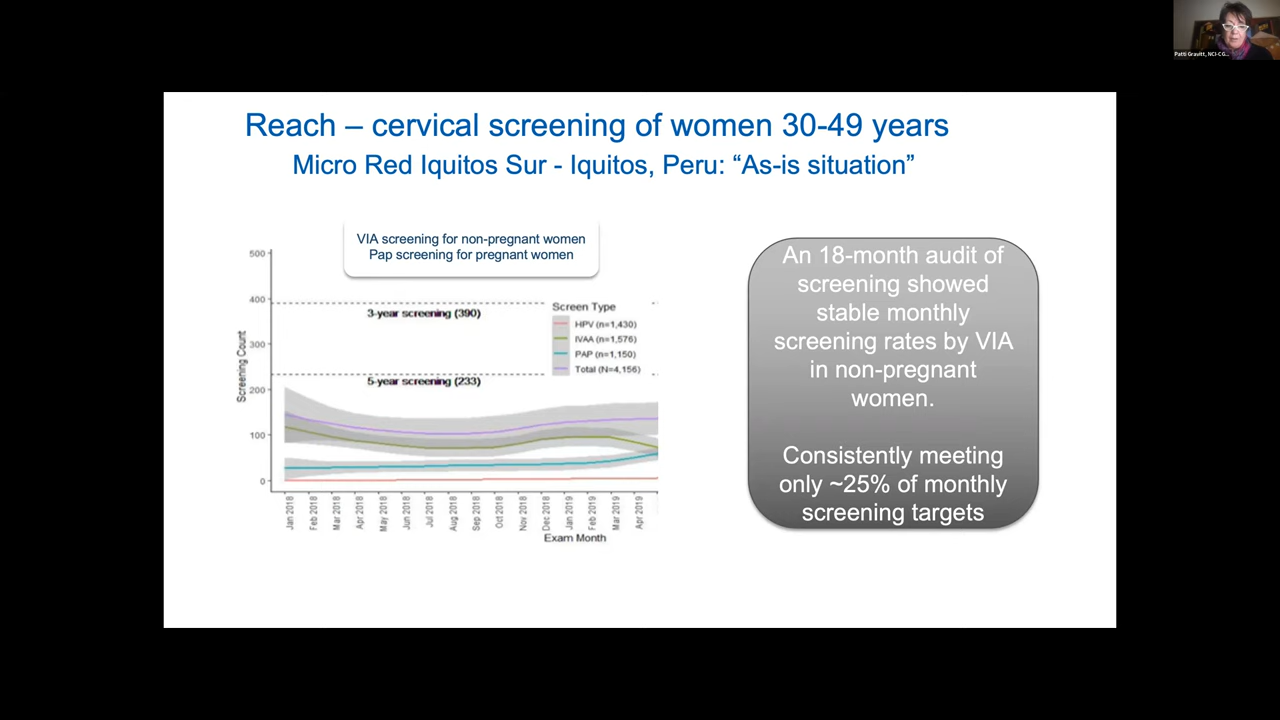 Patti Gravitt, NCI-CG...
Reach – cervical screening of women 30-49 years
Micro Red Iquitos Sur - Iquitos, Peru: “As-is situation”
VIA screening for non-pregnant women
Pap screening for pregnant women
500
400
300
200
100
0
Screening Count
3-year screening (390)
5-year screening (233)
Screen Type
HPV (n=1,430)
IVAA (n=1,576)
PAP (n=1,150)
Total (N=4,156)
Jan 2018
Feb 2018
Mar 2018
Apr 2018
May 2018
Jun 2018
Jul 2018
Aug 2018
Sep 2018
Oct 2018
Nov 2018
Dec 2018
Jan 2019
Feb 2019
Mar 2019
Apr 2019
Exam Month
An 18-month audit of
screening showed
stable monthly
screening rates by VIA
in non-pregnant
women.
Consistently meeting
only ~25% of monthly
screening targets